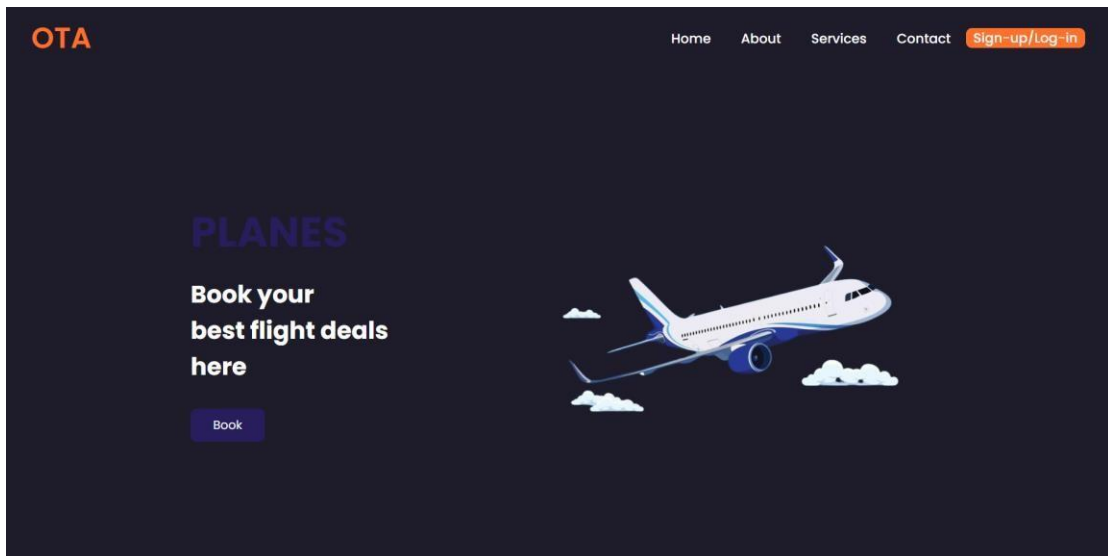 OTA
Home About Services Contact Sign-up/Log-in
PLANES
Book your
best flight deals
here
Book